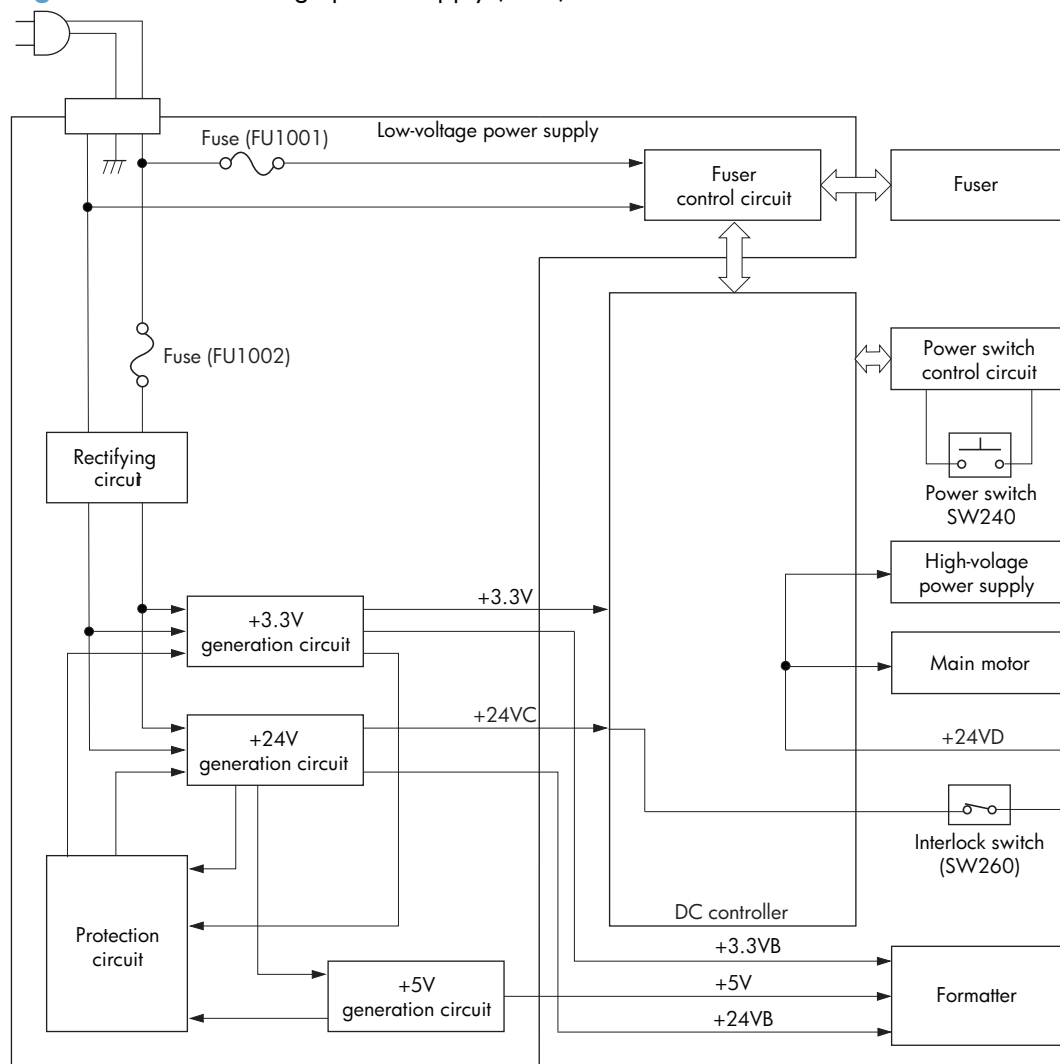 Low-voltage power supply
Fuse (FU1001)
Fuser
control circuit
Fuser
Fuse (FU1002)
Power switch
control circuit
Rectifying
circuit
Power switch
SW240
High-volage
power supply
+3.3V
+3.3V
generation circuit
Main motor
+24VC
+24V
generation circuit
+24VD
Interlock switch
(SW260)
DC controller
Protection
circuit
+3.3VB
+5V
generation circuit
+5V
Formatter
+24VB